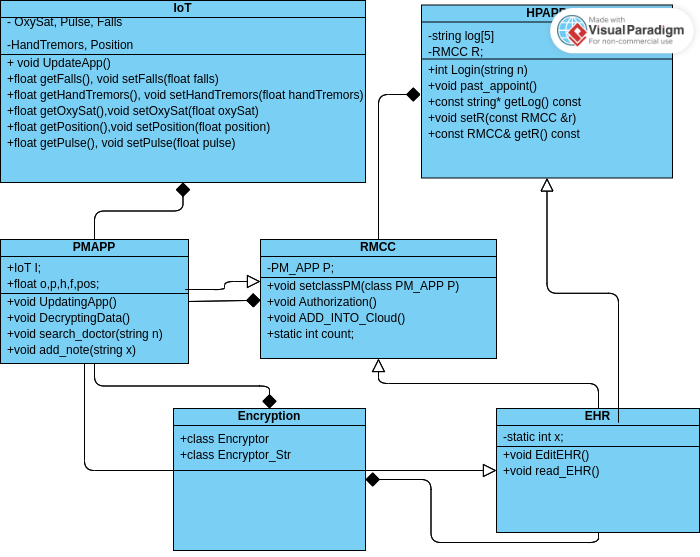 IoT
- OxySat, Pulse, Falls
-HandTremors, Position
+ void UpdateApp()
+float getFalls(), void setFalls(float falls)
+float getHandTremors(), void setHandTremors(float handTremors)
+float getOxySat(),void setOxySat(float oxySat)
+float getPosition(),void setPosition(float position)
+float getPulse(), void setPulse(float pulse)
HPAPP
Made with
VisualParadigm
For non-commercial use
-string log[5]
-RMCC R;
+int Login(string n)
+void past_appoint()
+const string* getLog() const
+void setR(const RMCC &r)
+const RMCC& getR() const
PMAPP
+IoT I;
+float o,p,h,f,pos;
+void UpdatingApp()
+void DecryptingData()
+void search_doctor(string n)
+void add_note(string x)
RMCC
-PM_APP P;
+void setclassPM(class PM_APP P)
+void Authorization()
+void ADD_INTO_Cloud()
+static int count;
Encryption
+class Encryptor
+class Encryptor_Str
EHR
-static int x;
+void EditEHR()
+void read_EHR()